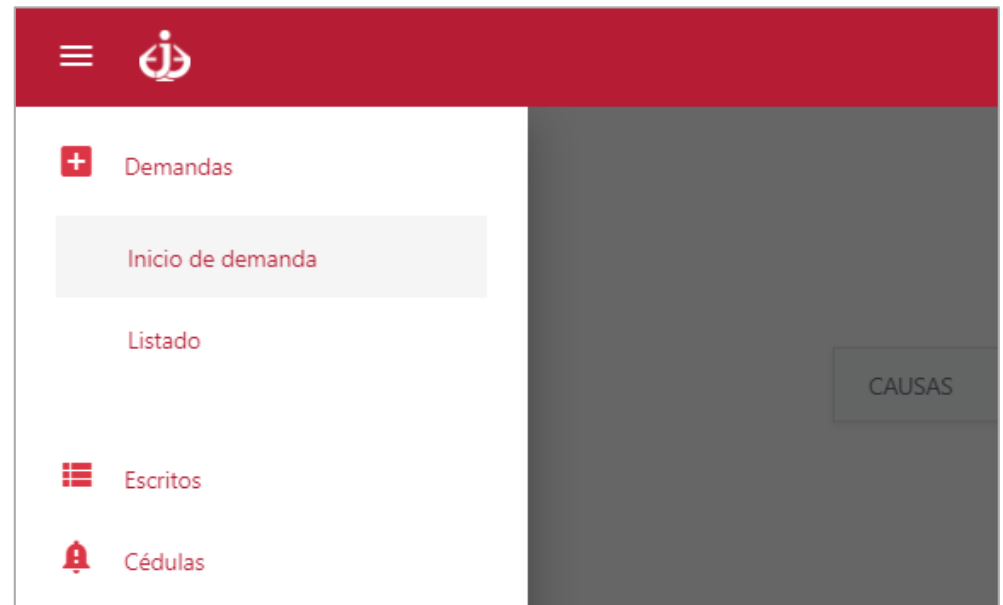 Demandas
Inicio de demanda
Listado
CAUSAS
Escritos
Cédulas